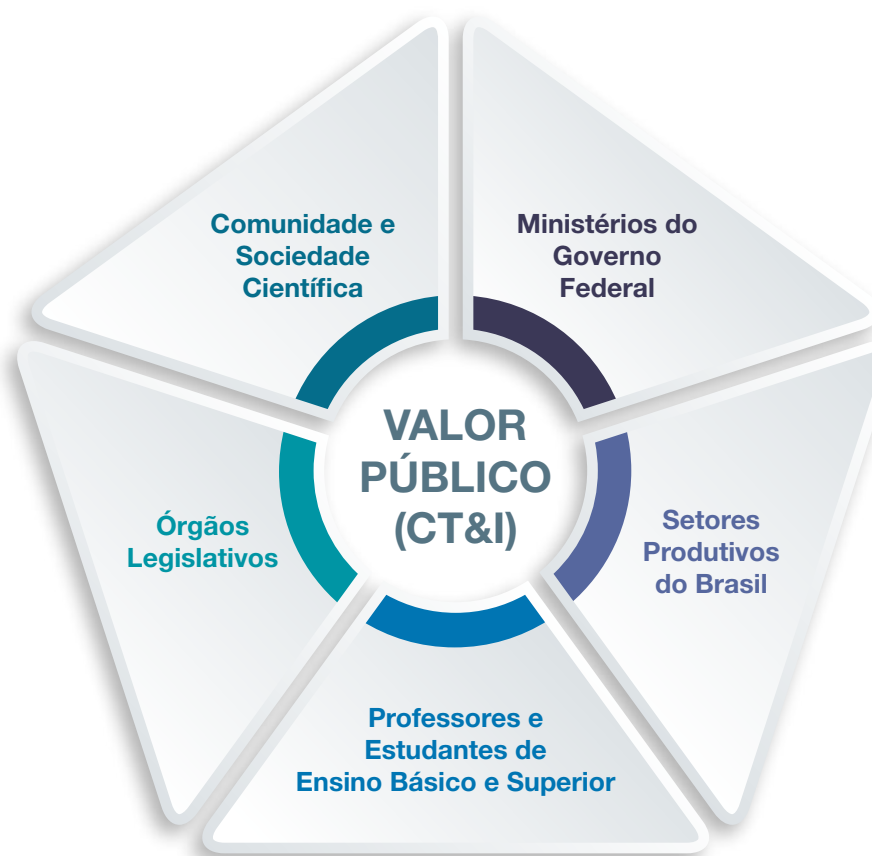 Comunidade e
Sociedade
Científica
Ministérios do
Governo
Federal
VALOR
PÚBLICO
(CT&I)
Órgãos
Legislativos
Setores
Produtivos
do Brasil
Professores e
Estudantes de
Ensino Básico e Superior